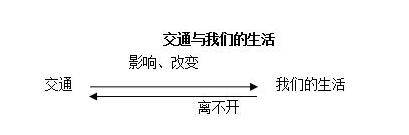 交通与我们的生活
影响、改变
交通
我们的生活
离不开